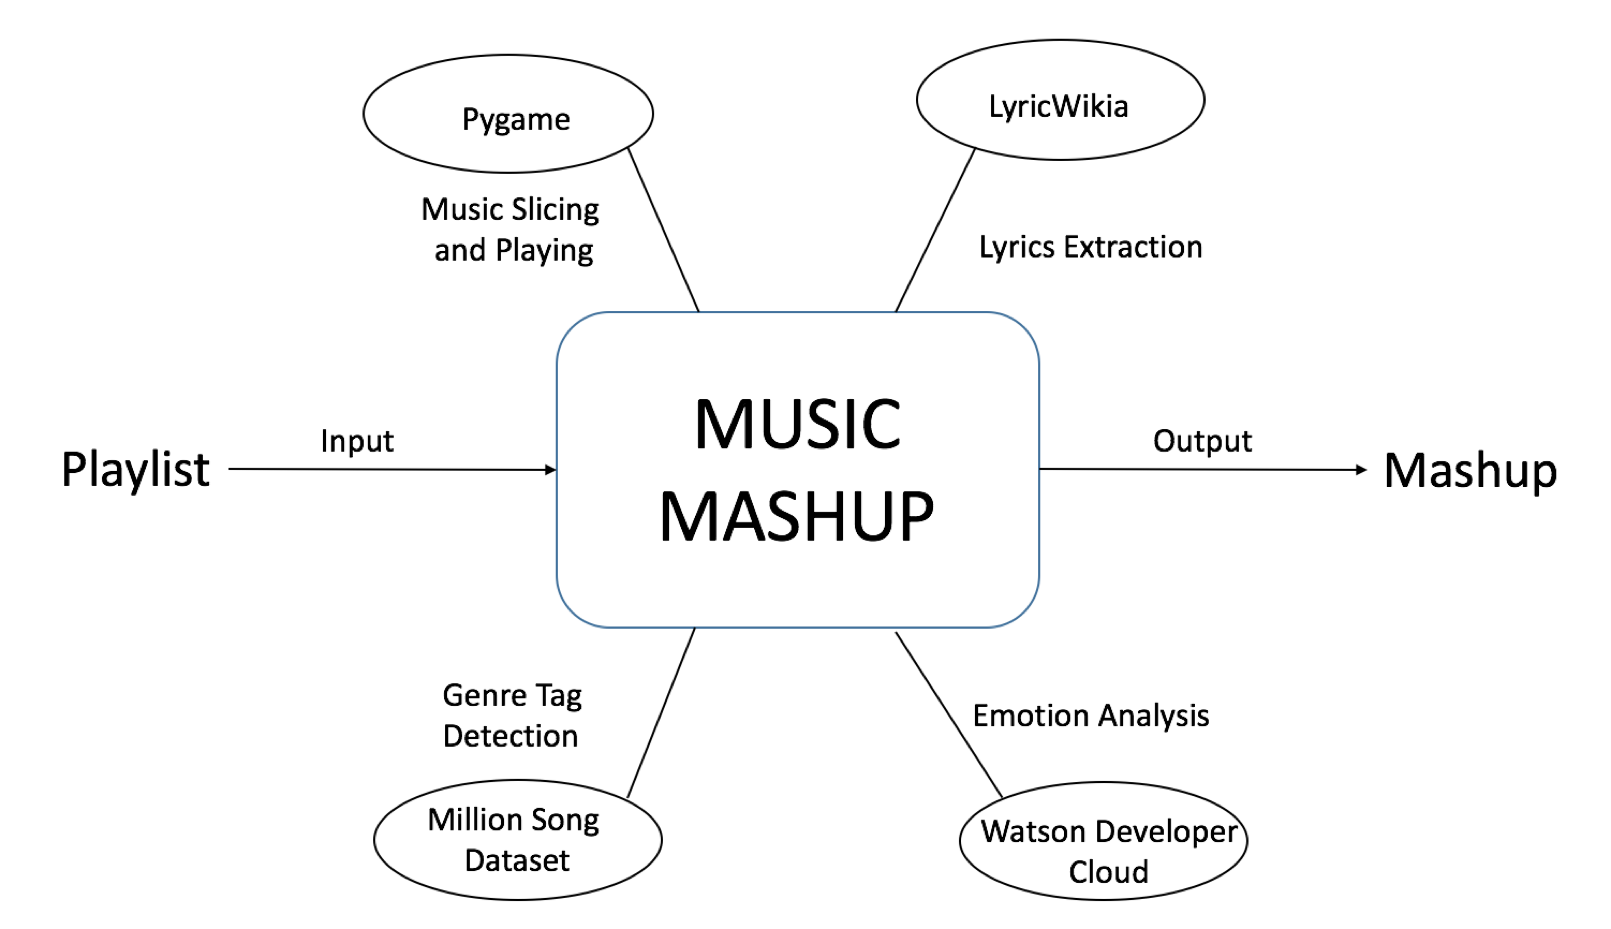 Pygame
LyricWikia
Music Slicing
and Playing
Lyrics Extraction
Playlist
Input
MUSIC
MASHUP
Output
Mashup
Genre Tag
Detection
Emotion Analysis
Million Song
Dataset
Watson Developer
Cloud